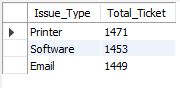 Issue_Type Total_Ticket
Printer 1471
Software 1453
Email 1449